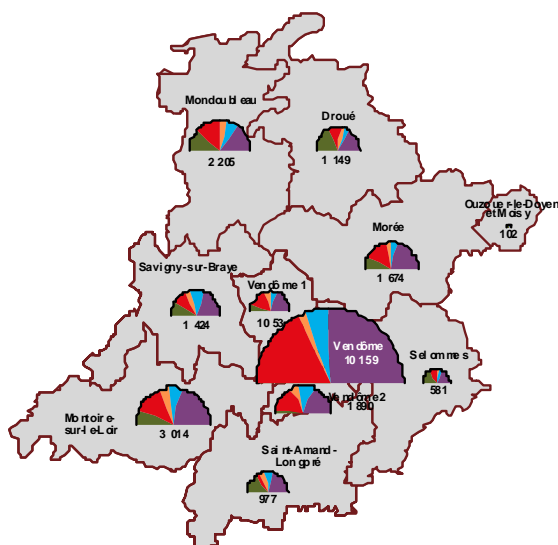 Mondoubleau
2 205
Droué
1 149
Ouzouer-le-Doyen
et Moisy
102
Morée
1 674
Savigny-sur-Braye
1 424
Vendôme 1
1 053
Vendôme
10 159
Selommes
581
Vendôme 2
1 890
Montoire-
sur-le-Loir
3 014
Saint-Amand-
Longpré
977